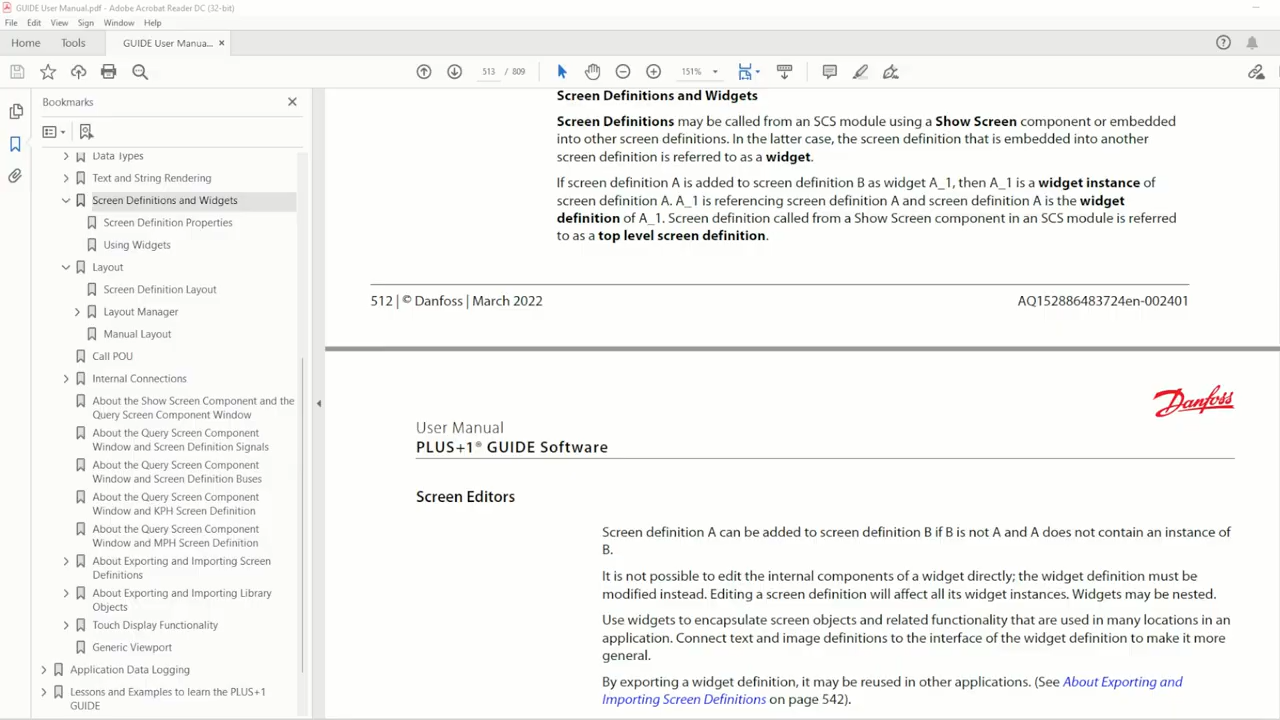 GUIDE User Manual.pdf - Adobe Acrobat Reader DC (32-bit)
File Edit View Sign Window Help
Home Tools GUIDE User Manua... ×
513 / 809 151%
Bookmarks
Data Types
Text and String Rendering
Screen Definitions and Widgets
Screen Definition Properties
Using Widgets
Layout
Screen Definition Layout
Layout Manager
Manual Layout
Call POU
Internal Connections
About the Show Screen Component and the
Query Screen Component Window
About the Query Screen Component
Window and Screen Definition Signals
About the Query Screen Component
Window and Screen Definition Buses
About the Query Screen Component
Window and KPH Screen Definition
About the Query Screen Component
Window and MPH Screen Definition
About Exporting and Importing Screen
Definitions
About Exporting and Importing Library
Objects
Touch Display Functionality
Generic Viewport
Application Data Logging
Lessons and Examples to learn the PLUS+1
GUIDE
Screen Definitions and Widgets
Screen Definitions may be called from an SCS module using a Show Screen component or embedded
into other screen definitions. In the latter case, the screen definition that is embedded into another
screen definition is referred to as a widget.
If screen definition A is added to screen definition B as widget A_1, then A_1 is a widget instance of
screen definition A. A_1 is referencing screen definition A and screen definition A is the widget
definition of A_1. Screen definition called from a Show Screen component in an SCS module is referred
to as a top level screen definition.
512 | © Danfoss | March 2022 AQ152886483724en-002401
Danfoss
User Manual
PLUS+1® GUIDE Software
Screen Editors
Screen definition A can be added to screen definition B if B is not A and A does not contain an instance of
B.
It is not possible to edit the internal components of a widget directly; the widget definition must be
modified instead. Editing a screen definition will affect all its widget instances. Widgets may be nested.
Use widgets to encapsulate screen objects and related functionality that are used in many locations in an
application. Connect text and image definitions to the interface of the widget definition to make it more
general.
By exporting a widget definition, it may be reused in other applications. (See About Exporting and
Importing Screen Definitions on page 542).